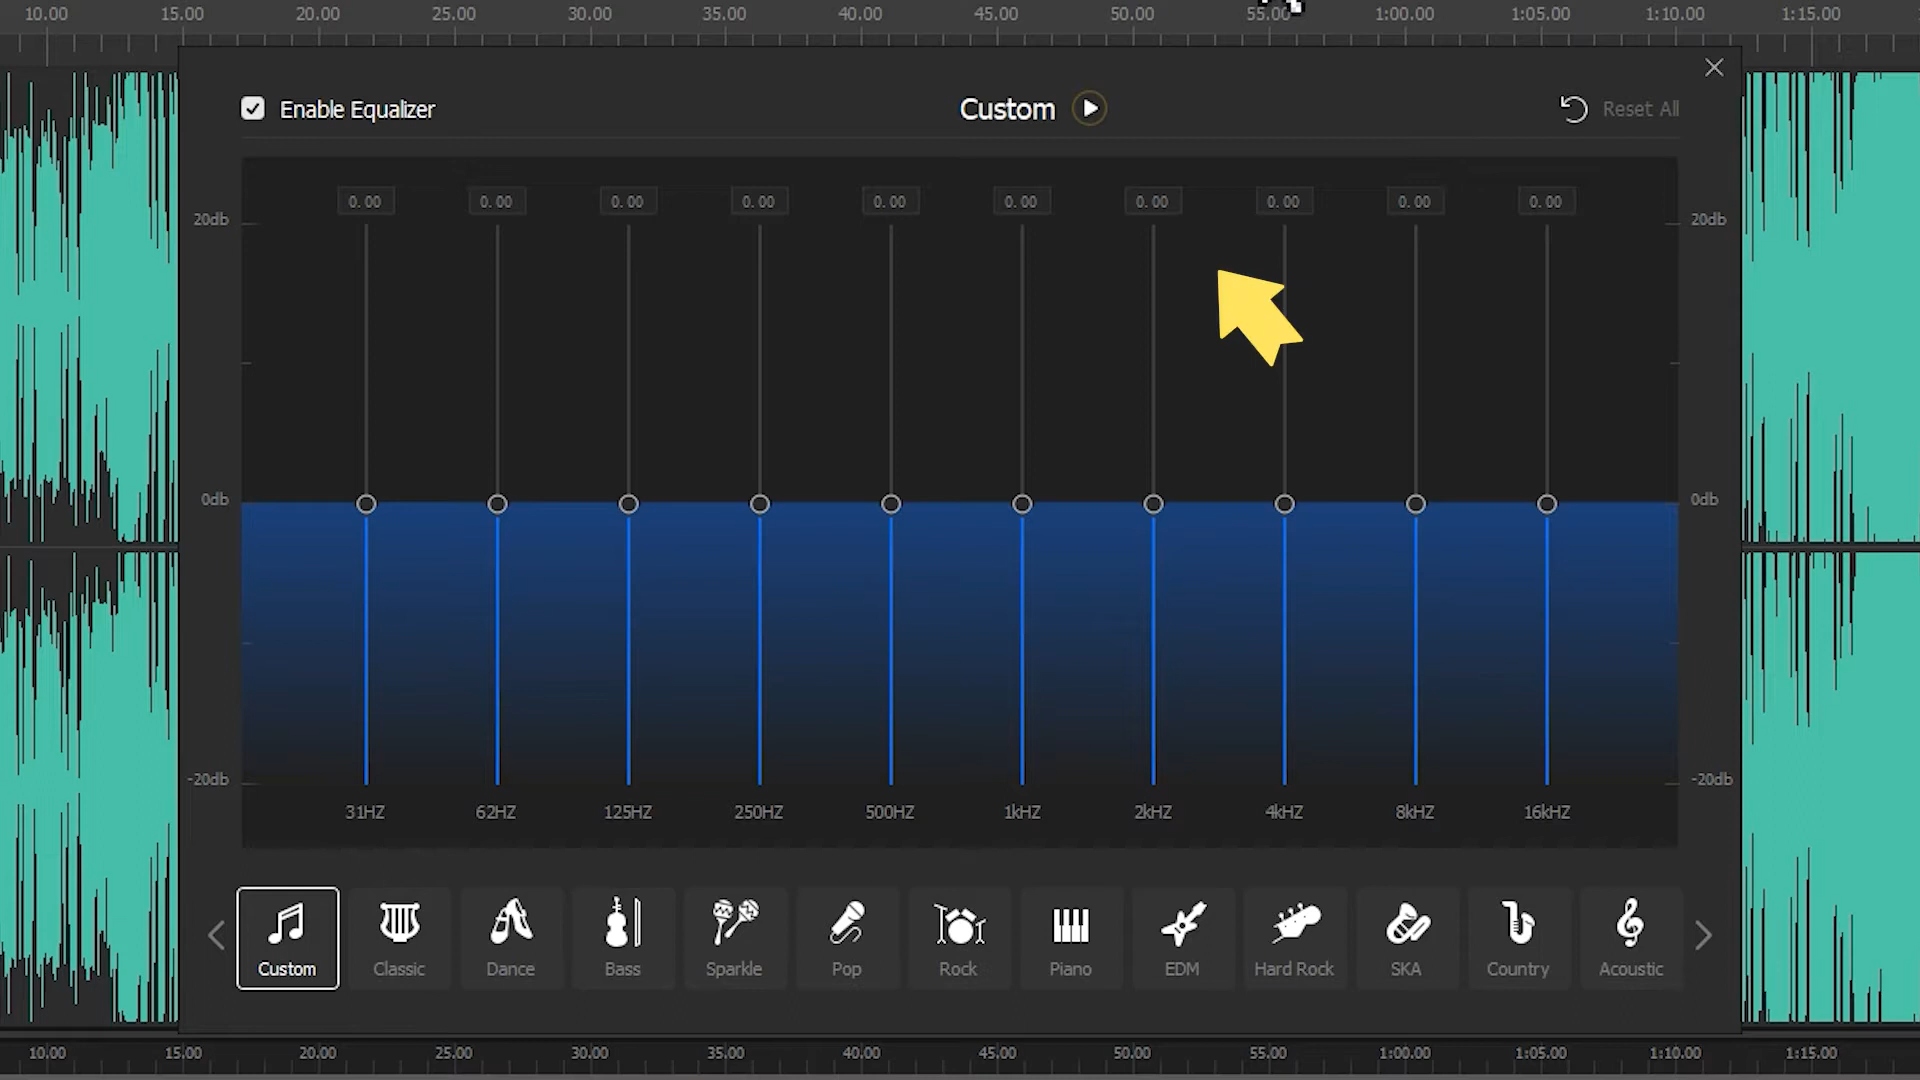 10.00 15.00 20.00 25.00 30.00 35.00 40.00 45.00 50.00 55.00 1:00.00 1:05.00 1:10.00 1:15.00
Enable Equalizer Custom Reset All
0.00 0.00 0.00 0.00 0.00 0.00 0.00 0.00 0.00 0.00
20db 20db
0db 0db
-20db -20db
31HZ 62HZ 125HZ 250HZ 500HZ 1kHZ 2kHZ 4kHZ 8kHZ 16kHZ
Custom Classic Dance Bass Sparkle Pop Rock Piano EDM Hard Rock SKA Country Acoustic
10.00 15.00 20.00 25.00 30.00 35.00 40.00 45.00 50.00 55.00 1:00.00 1:05.00 1:10.00 1:15.00